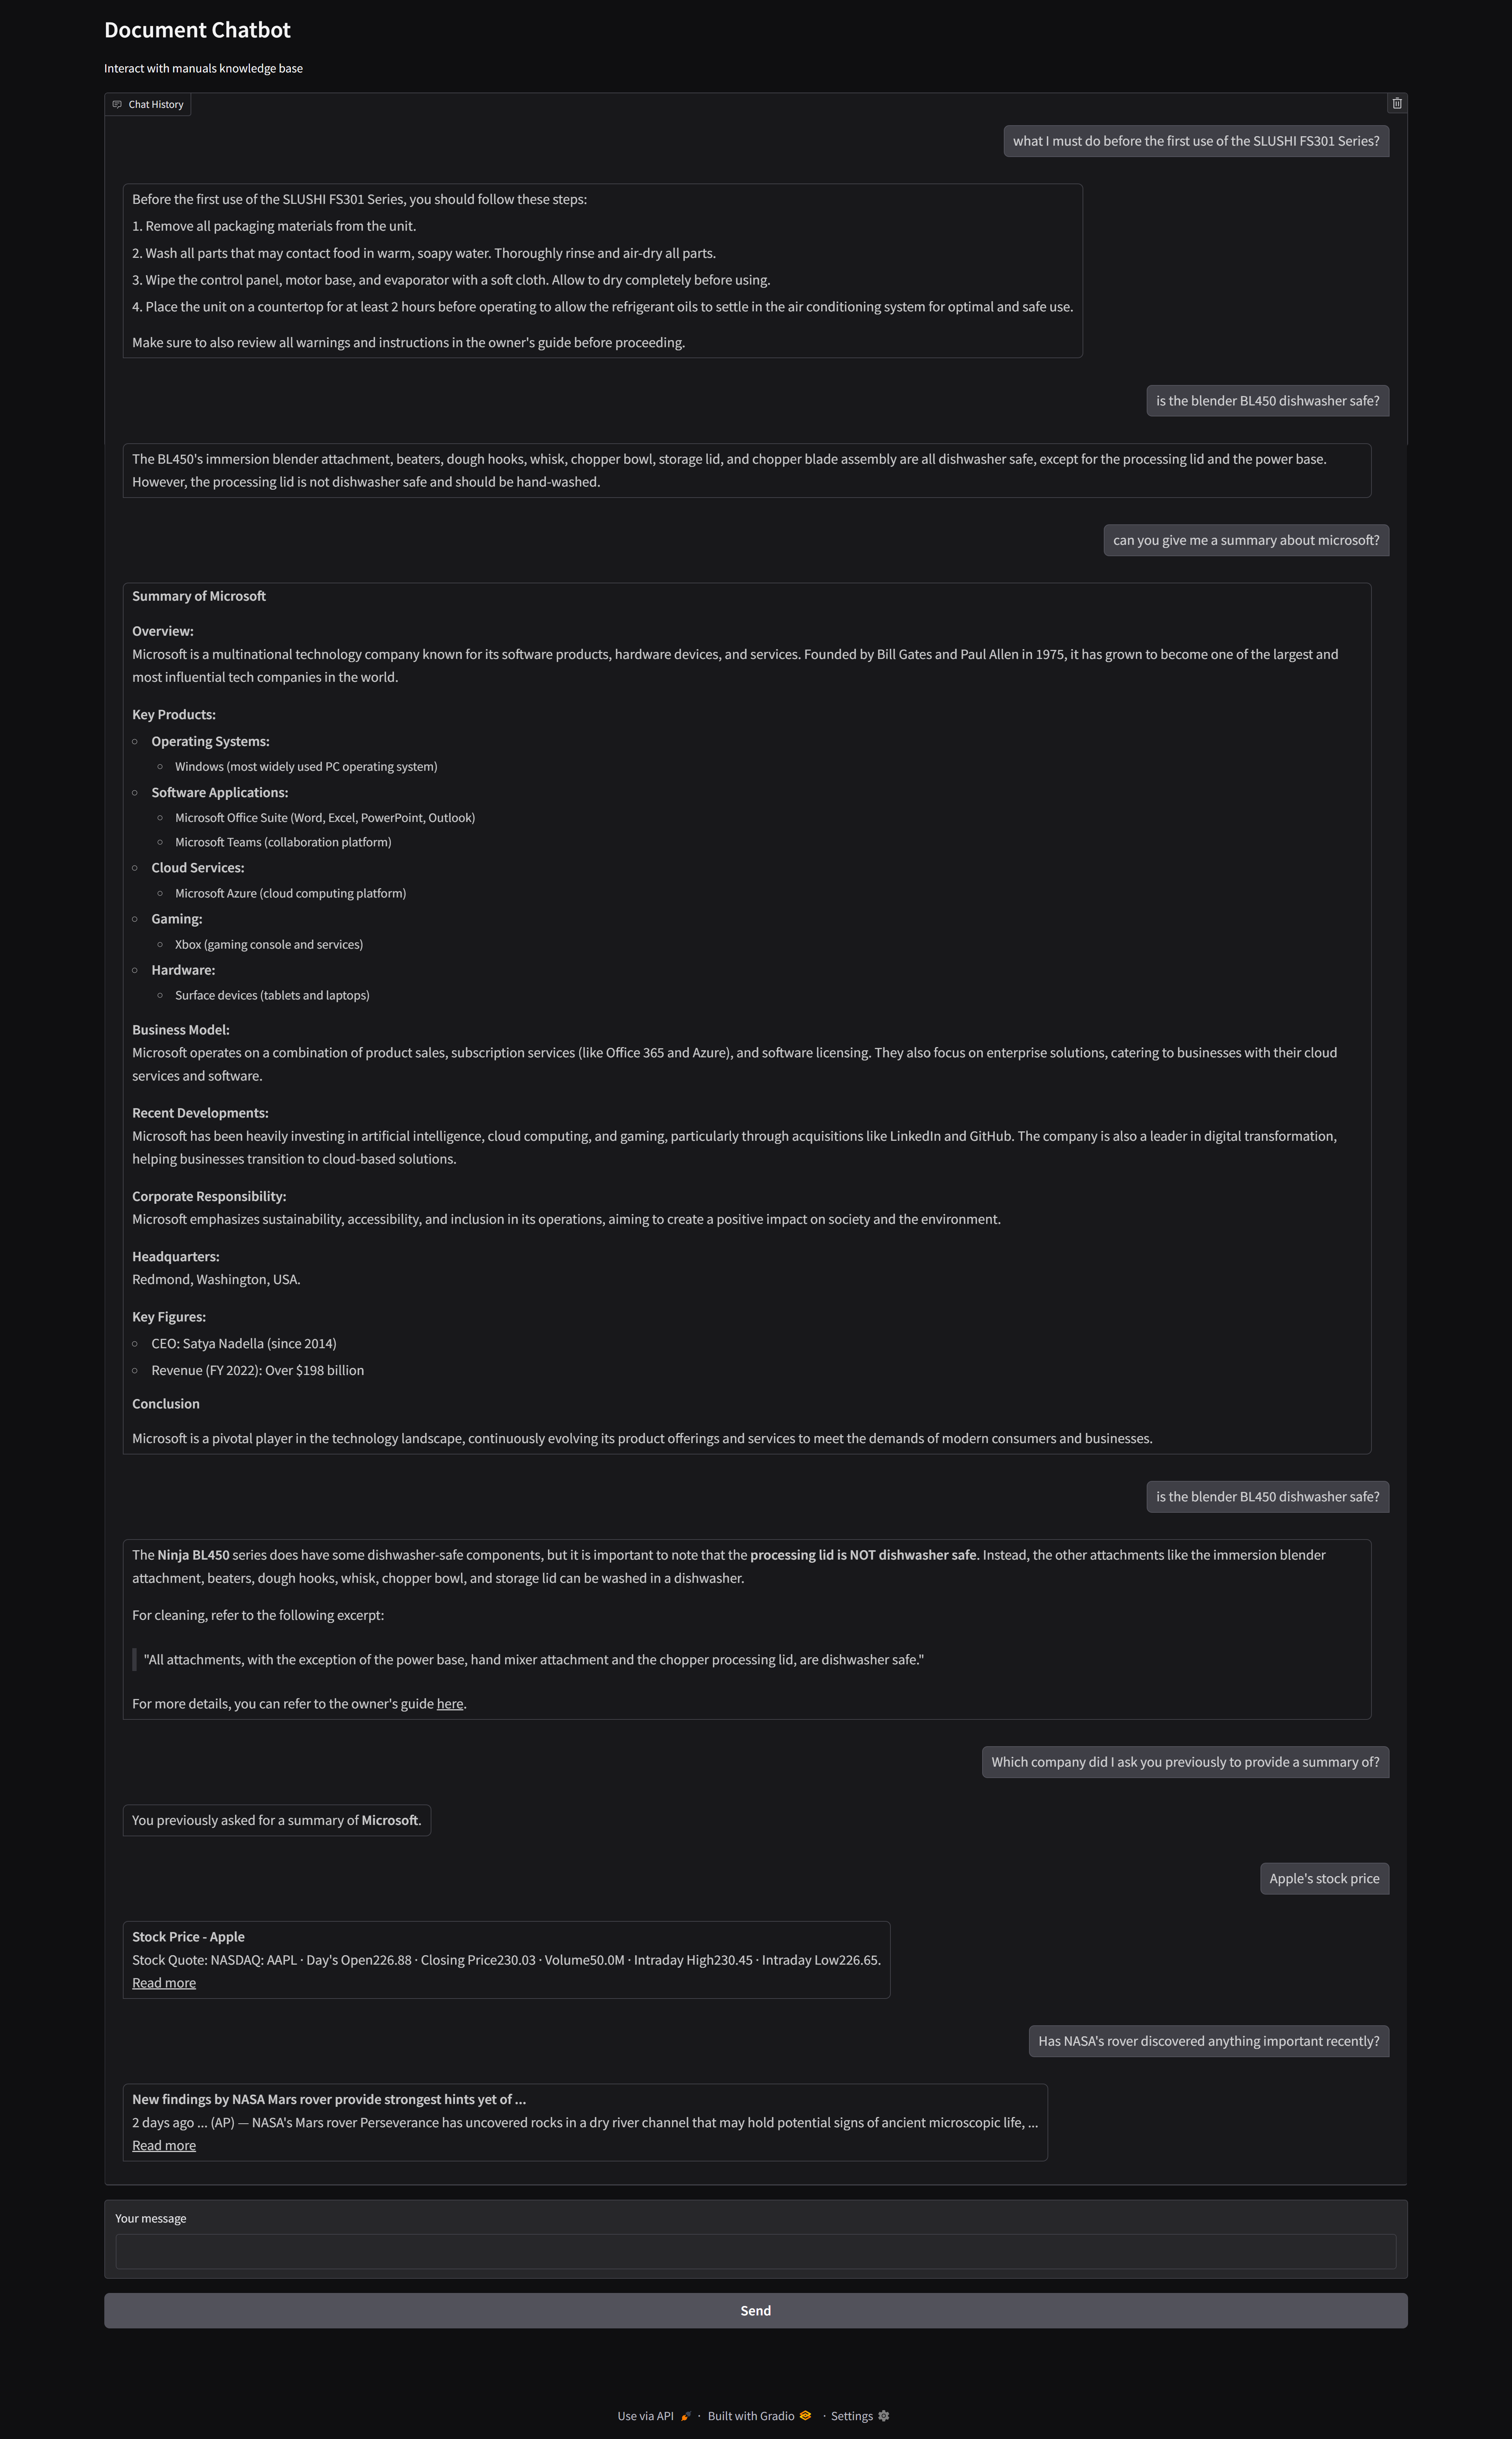 Document Chatbot
Interact with manuals knowledge base
Chat History
what I must do before the first use of the SLUSHI FS301 Series?
Before the first use of the SLUSHI FS301 Series, you should follow these steps:
1. Remove all packaging materials from the unit.
2. Wash all parts that may contact food in warm, soapy water. Thoroughly rinse and air-dry all parts.
3. Wipe the control panel, motor base, and evaporator with a soft cloth. Allow to dry completely before using.
4. Place the unit on a countertop for at least 2 hours before operating to allow the refrigerant oils to settle in the air conditioning system for optimal and safe use.
Make sure to also review all warnings and instructions in the owner's guide before proceeding.
is the blender BL450 dishwasher safe?
The BL450's immersion blender attachment, beaters, dough hooks, whisk, chopper bowl, storage lid, and chopper blade assembly are all dishwasher safe, except for the processing lid and the power base.
However, the processing lid is not dishwasher safe and should be hand-washed.
can you give me a summary about microsoft?
Summary of Microsoft
Overview:
Microsoft is a multinational technology company known for its software products, hardware devices, and services. Founded by Bill Gates and Paul Allen in 1975, it has grown to become one of the largest and
most influential tech companies in the world.
Key Products:
○ Operating Systems:
○ Windows (most widely used PC operating system)
○ Software Applications:
○ Microsoft Office Suite (Word, Excel, PowerPoint, Outlook)
○ Microsoft Teams (collaboration platform)
○ Cloud Services:
○ Microsoft Azure (cloud computing platform)
○ Gaming:
○ Xbox (gaming console and services)
○ Hardware:
○ Surface devices (tablets and laptops)
Business Model:
Microsoft operates on a combination of product sales, subscription services (like Office 365 and Azure), and software licensing. They also focus on enterprise solutions, catering to businesses with their cloud
services and software.
Recent Developments:
Microsoft has been heavily investing in artificial intelligence, cloud computing, and gaming, particularly through acquisitions like LinkedIn and GitHub. The company is also a leader in digital transformation,
helping businesses transition to cloud-based solutions.
Corporate Responsibility:
Microsoft emphasizes sustainability, accessibility, and inclusion in its operations, aiming to create a positive impact on society and the environment.
Headquarters:
Redmond, Washington, USA.
Key Figures:
○ CEO: Satya Nadella (since 2014)
○ Revenue (FY 2022): Over $198 billion
Conclusion
Microsoft is a pivotal player in the technology landscape, continuously evolving its product offerings and services to meet the demands of modern consumers and businesses.
is the blender BL450 dishwasher safe?
The Ninja BL450 series does have some dishwasher-safe components, but it is important to note that the processing lid is NOT dishwasher safe. Instead, the other attachments like the immersion blender
attachment, beaters, dough hooks, whisk, chopper bowl, and storage lid can be washed in a dishwasher.
For cleaning, refer to the following excerpt:
"All attachments, with the exception of the power base, hand mixer attachment and the chopper processing lid, are dishwasher safe."
For more details, you can refer to the owner's guide here.
Which company did I ask you previously to provide a summary of?
You previously asked for a summary of Microsoft.
Apple's stock price
Stock Price - Apple
Stock Quote: NASDAQ: AAPL · Day's Open226.88 · Closing Price230.03 · Volume50.0M · Intraday High230.45 · Intraday Low226.65.
Read more
Has NASA's rover discovered anything important recently?
New findings by NASA Mars rover provide strongest hints yet of ...
2 days ago ... (AP) — NASA's Mars rover Perseverance has uncovered rocks in a dry river channel that may hold potential signs of ancient microscopic life, ...
Read more
Your message
Send
Use via API · Built with Gradio · Settings